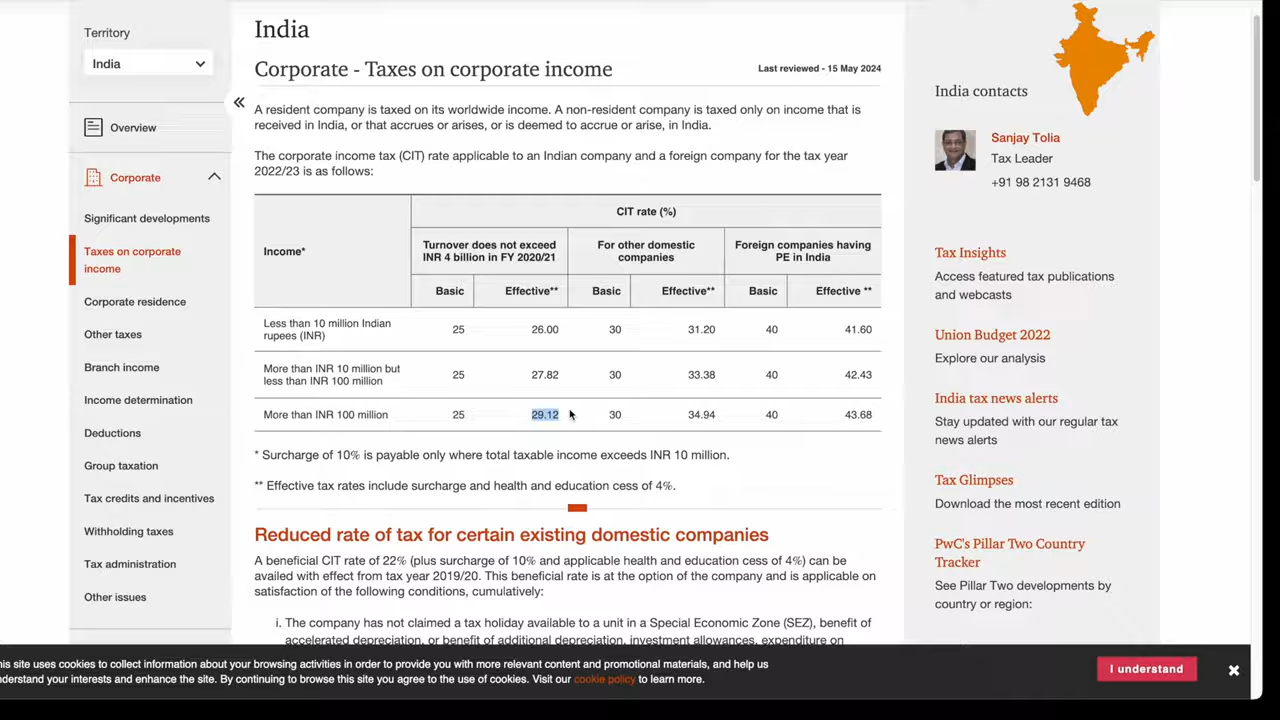 Territory
India
Overview
Corporate
Significant developments
Taxes on corporate
income
Corporate residence
Other taxes
Branch income
Income determination
Deductions
Group taxation
Tax credits and incentives
Withholding taxes
Tax administration
Other issues
India
Corporate - Taxes on corporate income
Last reviewed - 15 May 2024
A resident company is taxed on its worldwide income. A non-resident company is taxed only on income that is
received in India, or that accrues or arises, or is deemed to accrue or arise, in India.
The corporate income tax (CIT) rate applicable to an Indian company and a foreign company for the tax year
2022/23 is as follows:
CIT rate (%)
Income*
Turnover does not exceed
INR 4 billion in FY 2020/21
For other domestic
companies
Foreign companies having
PE in India
Basic Effective** Basic Effective** Basic Effective **
Less than 10 million Indian
rupees (INR)
25 26.00 30 31.20 40 41.60
More than INR 10 million but
less than INR 100 million
25 27.82 30 33.38 40 42.43
More than INR 100 million 25 29.12 30 34.94 40 43.68
* Surcharge of 10% is payable only where total taxable income exceeds INR 10 million.
** Effective tax rates include surcharge and health and education cess of 4%.
Reduced rate of tax for certain existing domestic companies
A beneficial CIT rate of 22% (plus surcharge of 10% and applicable health and education cess of 4%) can be
availed with effect from tax year 2019/20. This beneficial rate is at the option of the company and is applicable on
satisfaction of the following conditions, cumulatively:
i. The company has not claimed a tax holiday available to a unit in a Special Economic Zone (SEZ), benefit of
accelerated depreciation, or benefit of additional depreciation, investment allowances, expenditure on
India contacts
Sanjay Tolia
Tax Leader
+91 98 2131 9468
Tax Insights
Access featured tax publications
and webcasts
Union Budget 2022
Explore our analysis
India tax news alerts
Stay updated with our regular tax
news alerts
Tax Glimpses
Download the most recent edition
PwC's Pillar Two Country
Tracker
See Pillar Two developments by
country or region:
his site uses cookies to collect information about your browsing activities in order to provide you with more relevant content and promotional materials, and help us
nderstand your interests and enhance the site. By continuing to browse this site you agree to the use of cookies. Visit our cookie policy to learn more.
I understand